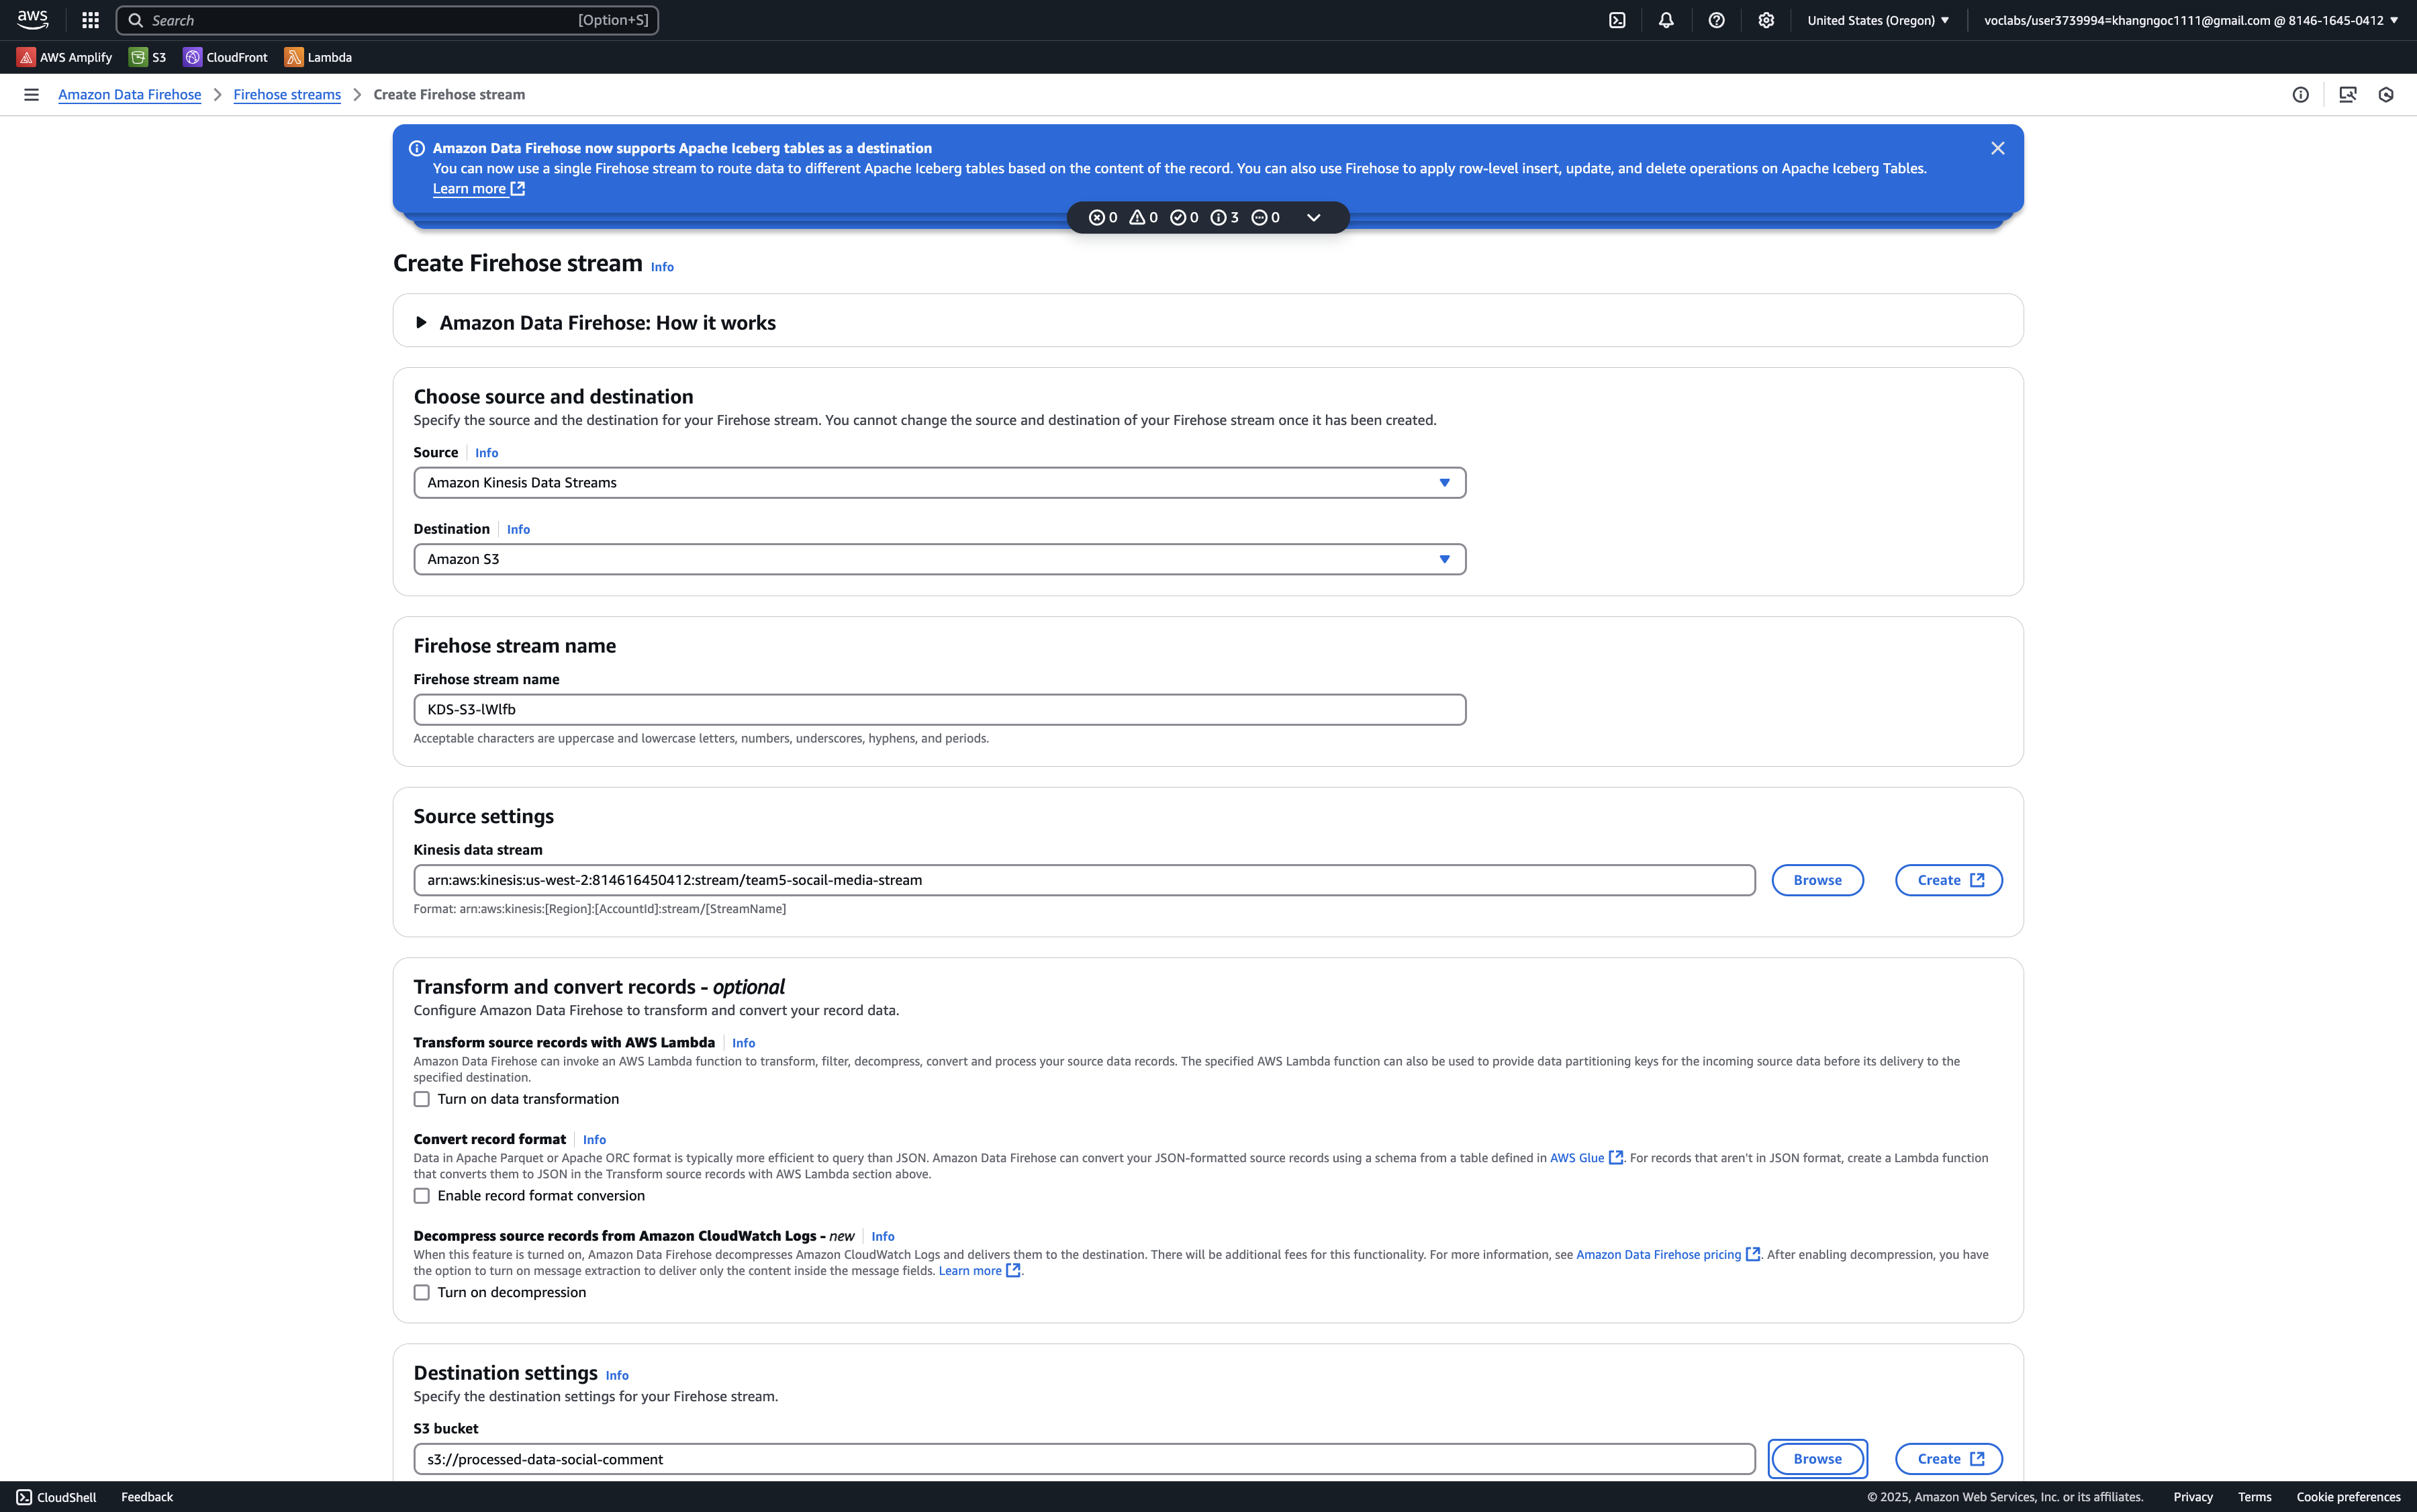 aws
Search [Option+S]
United States (Oregon) ▼
voclabs/user3739994=khangngoc1111@gmail.com @ 8146-1645-0412 ▼
AWS Amplify S3 CloudFront Lambda
Amazon Data Firehose > Firehose streams > Create Firehose stream
Amazon Data Firehose now supports Apache Iceberg tables as a destination
You can now use a single Firehose stream to route data to different Apache Iceberg tables based on the content of the record. You can also use Firehose to apply row-level insert, update, and delete operations on Apache Iceberg Tables.
Learn more
0 0 0 3 0
Create Firehose stream Info
Amazon Data Firehose: How it works
Choose source and destination
Specify the source and the destination for your Firehose stream. You cannot change the source and destination of your Firehose stream once it has been created.
Source Info
Amazon Kinesis Data Streams
Destination Info
Amazon S3
Firehose stream name
Firehose stream name
KDS-S3-lWlfb
Acceptable characters are uppercase and lowercase letters, numbers, underscores, hyphens, and periods.
Source settings
Kinesis data stream
arn:aws:kinesis:us-west-2:814616450412:stream/team5-socail-media-stream
Browse
Create
Format: arn:aws:kinesis:[Region]:[AccountId]:stream/[StreamName]
Transform and convert records - optional
Configure Amazon Data Firehose to transform and convert your record data.
Transform source records with AWS Lambda Info
Amazon Data Firehose can invoke an AWS Lambda function to transform, filter, decompress, convert and process your source data records. The specified AWS Lambda function can also be used to provide data partitioning keys for the incoming source data before its delivery to the
specified destination.
Turn on data transformation
Convert record format Info
Data in Apache Parquet or Apache ORC format is typically more efficient to query than JSON. Amazon Data Firehose can convert your JSON-formatted source records using a schema from a table defined in AWS Glue. For records that aren't in JSON format, create a Lambda function
that converts them to JSON in the Transform source records with AWS Lambda section above.
Enable record format conversion
Decompress source records from Amazon CloudWatch Logs - new Info
When this feature is turned on, Amazon Data Firehose decompresses Amazon CloudWatch Logs and delivers them to the destination. There will be additional fees for this functionality. For more information, see Amazon Data Firehose pricing. After enabling decompression, you have
the option to turn on message extraction to deliver only the content inside the message fields. Learn more.
Turn on decompression
Destination settings Info
Specify the destination settings for your Firehose stream.
S3 bucket
s3://processed-data-social-comment
Browse
Create
CloudShell Feedback
© 2025, Amazon Web Services, Inc. or its affiliates. Privacy Terms Cookie preferences